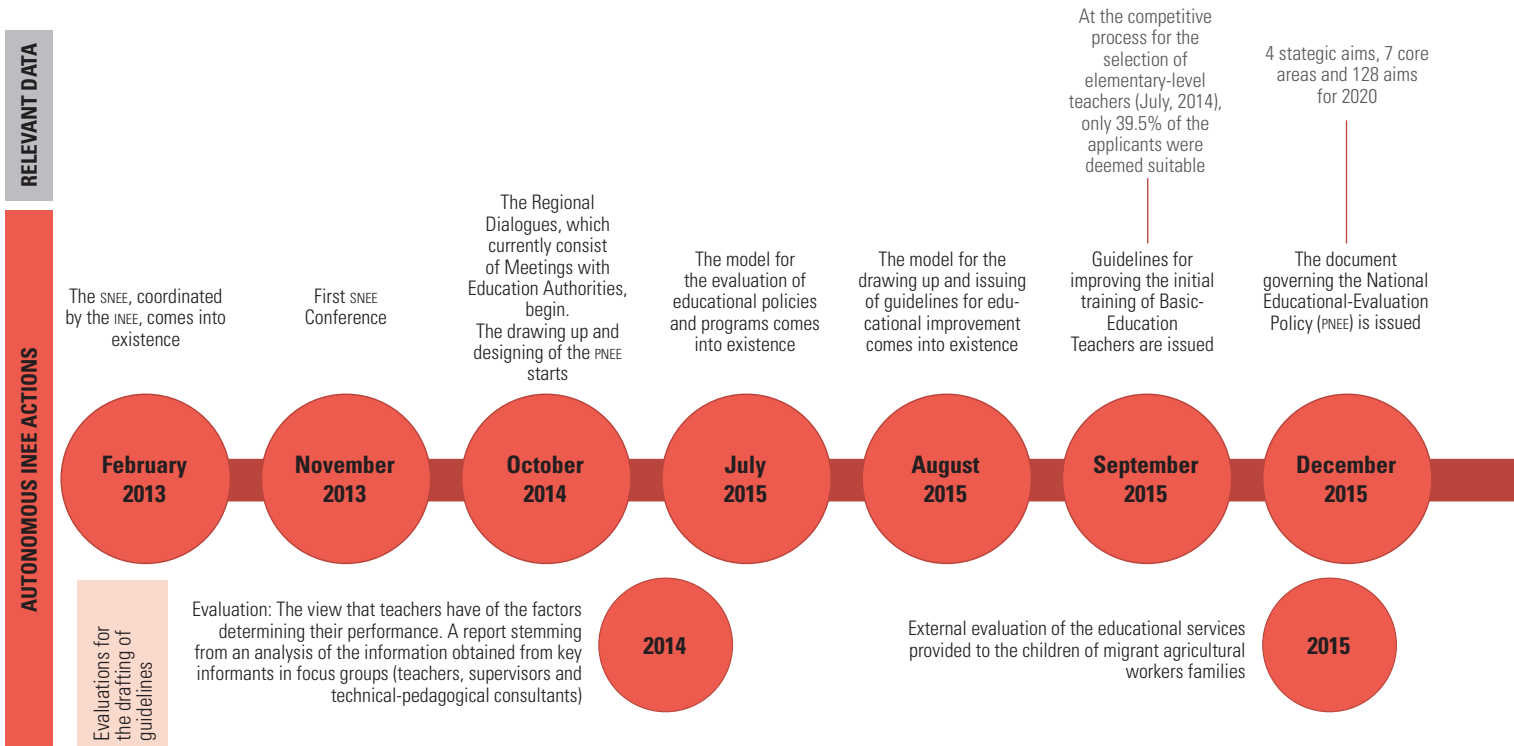 RELEVANT DATA
At the competitive
process for the
selection of
elementary-level
teachers (July, 2014),
only 39.5% of the
applicants were
deemed suitable
4 stategic aims, 7 core
areas and 128 aims
for 2020
AUTONOMOUS INEE ACTIONS
The SNEE, coordinated
by the INEE, comes into
existence
First SNEE
Conference
The Regional
Dialogues, which
currently consist
of Meetings with
Education Authorities,
begin.
The drawing up and
designing of the PNEE
starts
The model for
the evaluation of
educational policies
and programs comes
into existence
The model for the
drawing up and issuing
of guidelines for edu-
cational improvement
comes into existence
Guidelines for
improving the initial
training of Basic-
Education
Teachers are issued
The document
governing the National
Educational-Evaluation
Policy (PNEE) is issued
February
2013
November
2013
October
2014
July
2015
August
2015
September
2015
December
2015
Evaluations for
the drafting of
guidelines
Evaluation: The view that teachers have of the factors
determining their performance. A report stemming
from an analysis of the information obtained from key
informants in focus groups (teachers, supervisors and
technical-pedagogical consultants)
2014
External evaluation of the educational services
provided to the children of migrant agricultural
workers families
2015